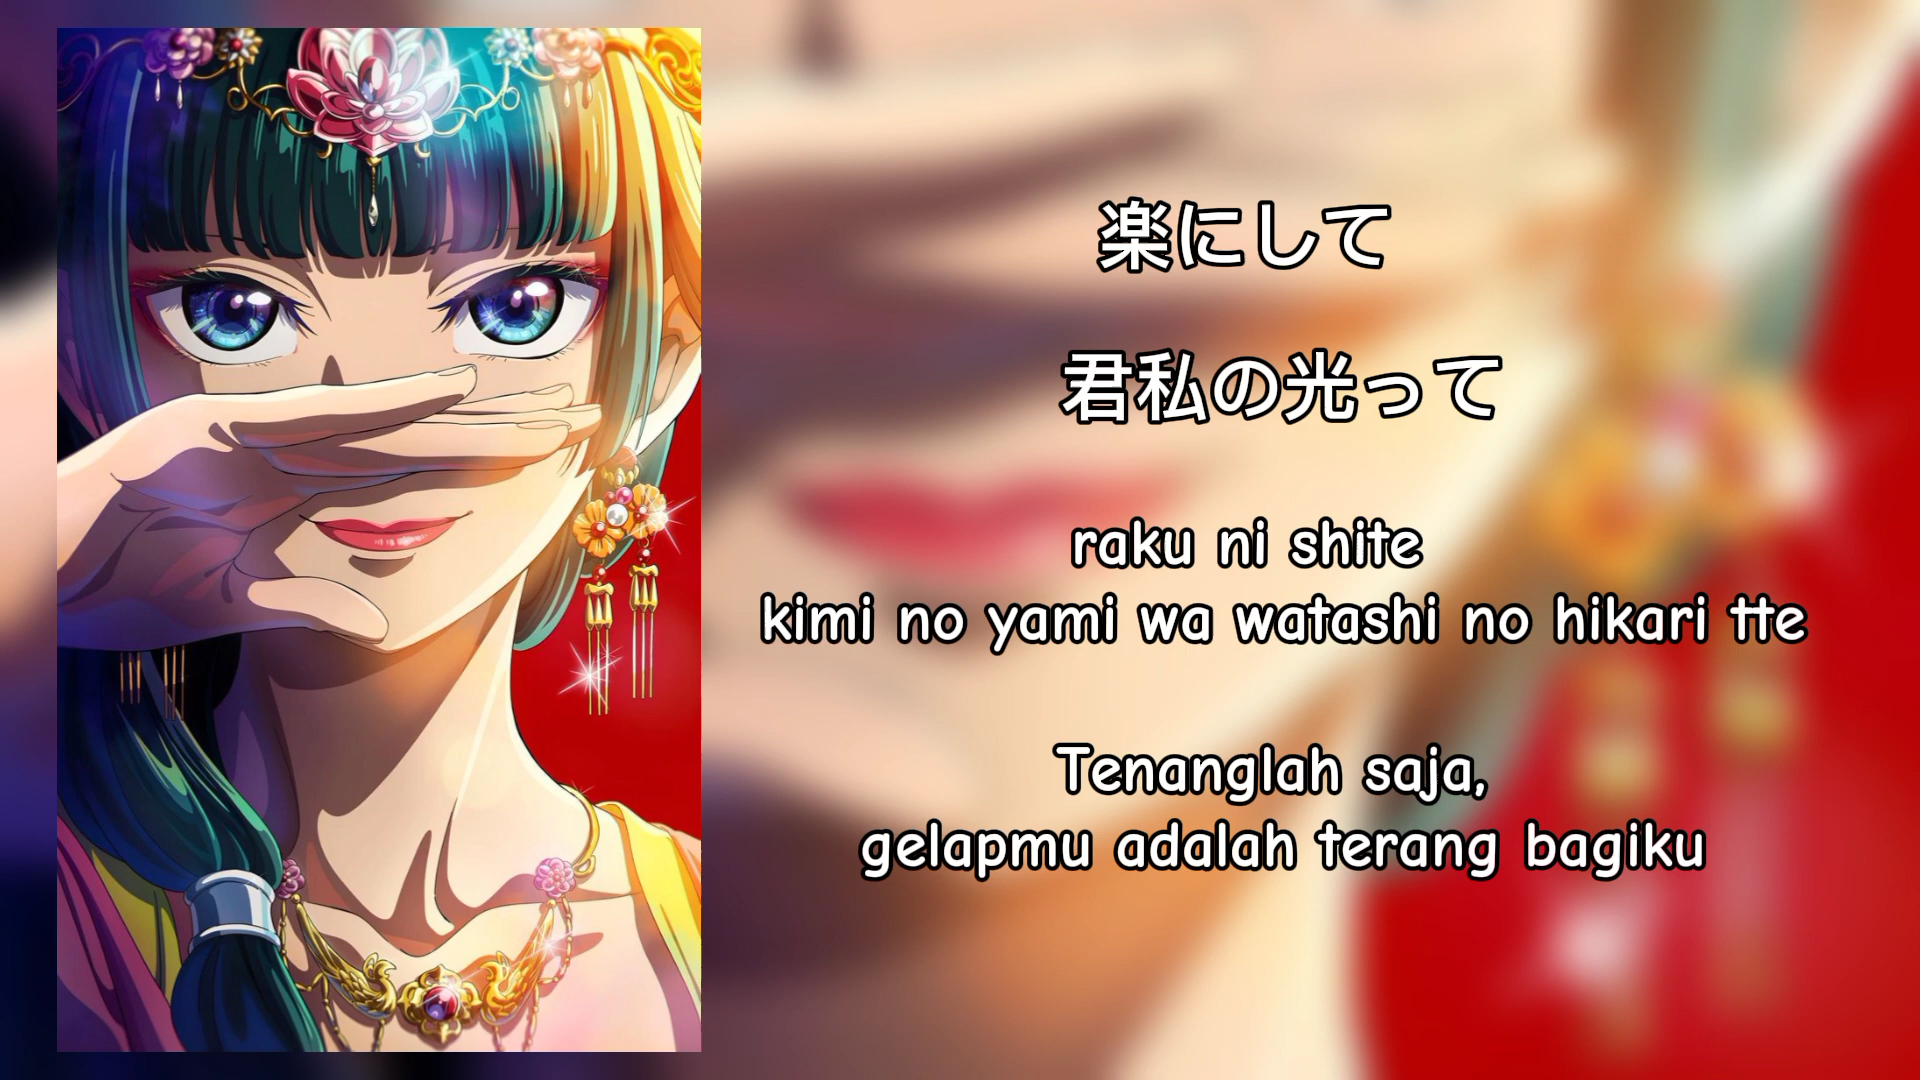 楽にして
君私の光って
raku ni shite
kimi no yami wa watashi no hikari tte
Tenanglah saja,
gelapmu adalah terang bagiku